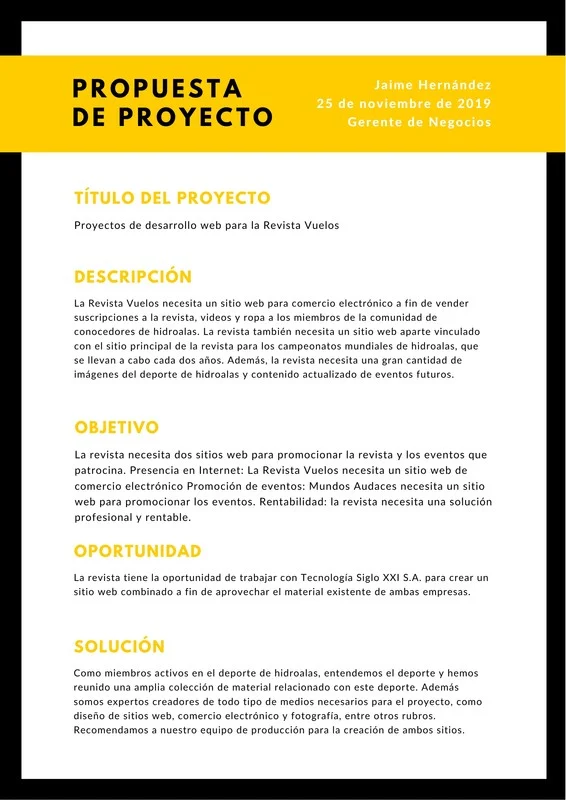 PROPUESTA
DE PROYECTO
Jaime Hernández
25 de noviembre de 2019
Gerente de Negocios
TÍTULO DEL PROYECTO
Proyectos de desarrollo web para la Revista Vuelos
DESCRIPCIÓN
La Revista Vuelos necesita un sitio web para comercio electrónico a fin de vender
suscripciones a la revista, videos y ropa a los miembros de la comunidad de
conocedores de hidroalas. La revista también necesita un sitio web aparte vinculado
con el sitio principal de la revista para los campeonatos mundiales de hidroalas, que
se llevan a cabo cada dos años. Además, la revista necesita una gran cantidad de
imágenes del deporte de hidroalas y contenido actualizado de eventos futuros.
OBJETIVO
La revista necesita dos sitios web para promocionar la revista y los eventos que
patrocina. Presencia en Internet: La Revista Vuelos necesita un sitio web de
comercio electrónico Promoción de eventos: Mundos Audaces necesita un sitio
web para promocionar los eventos. Rentabilidad: la revista necesita una solución
profesional y rentable.
OPORTUNIDAD
La revista tiene la oportunidad de trabajar con Tecnología Siglo XXI S.A. para crear un
sitio web combinado a fin de aprovechar el material existente de ambas empresas.
SOLUCIÓN
Como miembros activos en el deporte de hidroalas, entendemos el deporte y hemos
reunido una amplia colección de material relacionado con este deporte. Además
somos expertos creadores de todo tipo de medios necesarios para el proyecto, como
diseño de sitios web, comercio electrónico y fotografía, entre otros rubros.
Recomendamos a nuestro equipo de producción para la creación de ambos sitios.